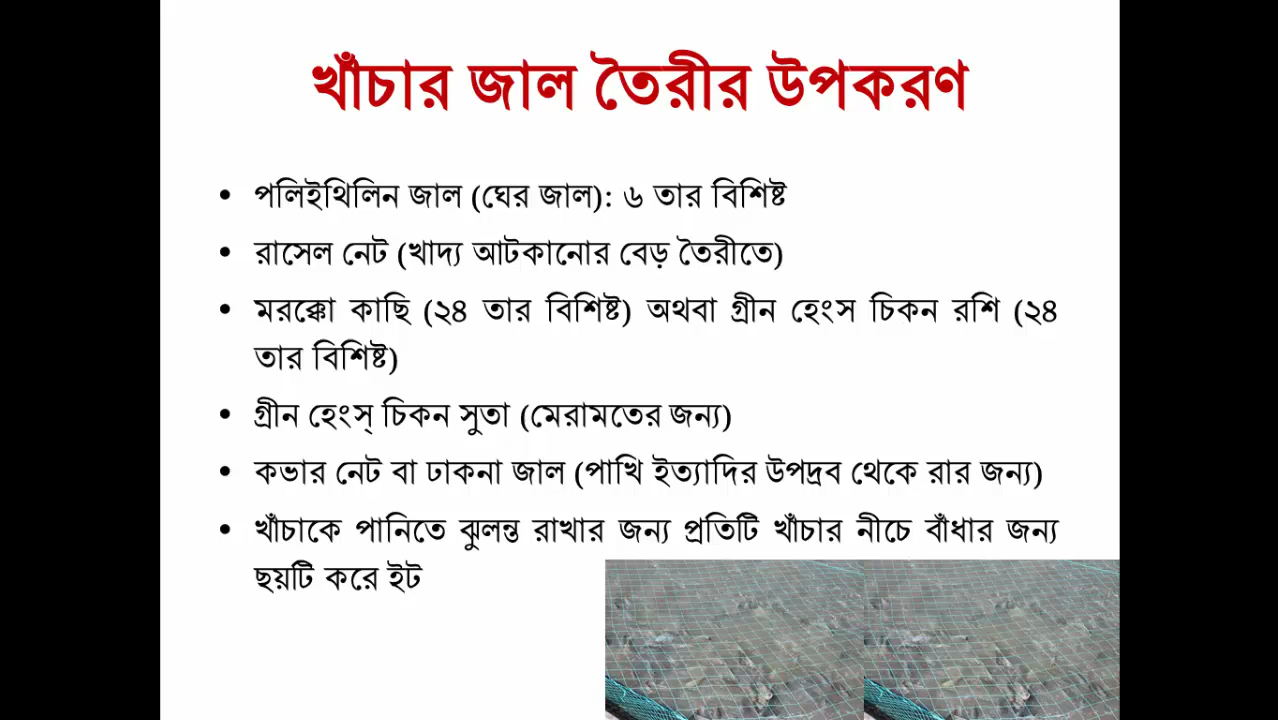 খাঁচার জাল তৈরীর উপকরণ
• পলিইথিলিন জাল (ঘের জাল): ৬ তার বিশিষ্ট
• রাসেল নেট (খাদ্য আটকানোর বেড় তৈরীতে)
• মরক্কো কাছি (২৪ তার বিশিষ্ট) অথবা গ্রীন হেংস চিকন রশি (২৪
তার বিশিষ্ট)
• গ্রীন হেংস্ চিকন সুতা (মেরামতের জন্য)
• কভার নেট বা ঢাকনা জাল (পাখি ইত্যাদির উপদ্রব থেকে রার জন্য)
• খাঁচাকে পানিতে ঝুলন্ত রাখার জন্য প্রতিটি খাঁচার নীচে বাঁধার জন্য
ছয়টি করে ইট